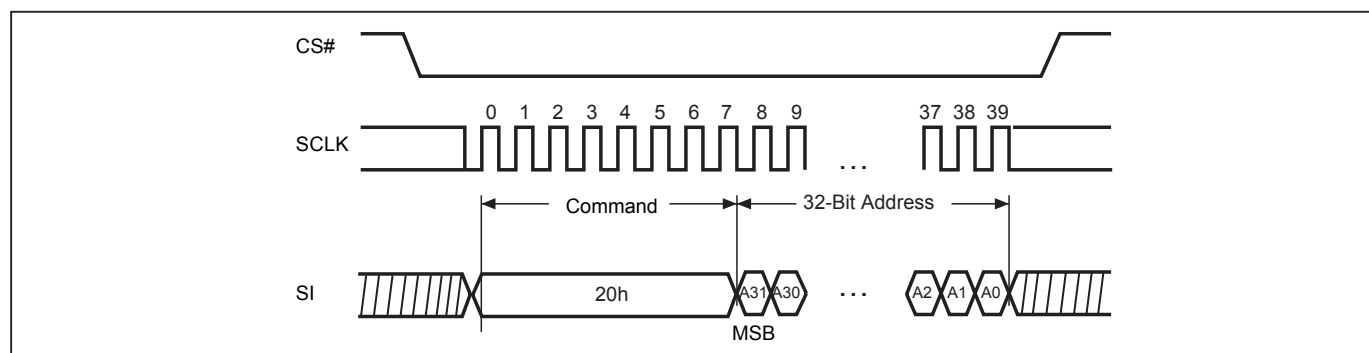 CS#
0 1 2 3 4 5 6 7 8 9 37 38 39
SCLK
...
Command 32-Bit Address
SI 20h A31 A30 ... A2 A1 A0
MSB